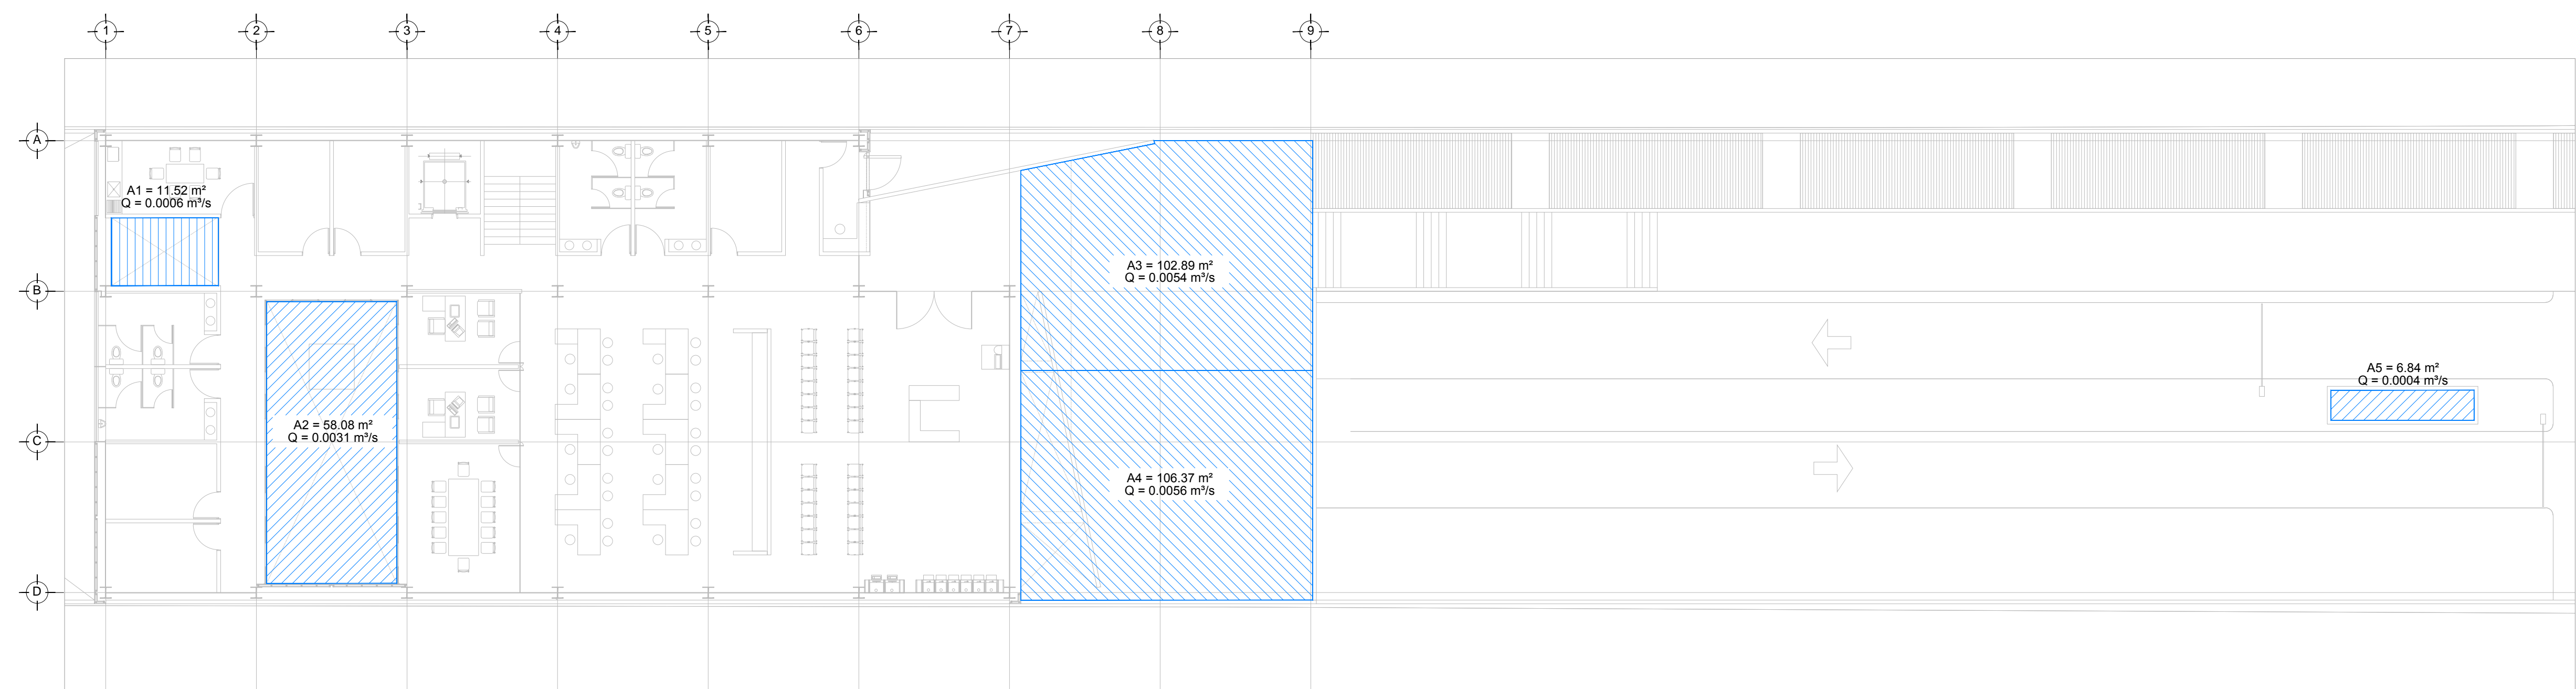 1 2 3 4 5 6 7 8 9
A
A1 = 11.52 m²
Q = 0.0006 m³/s
A3 = 102.89 m²
Q = 0.0054 m³/s
B
A5 = 6.84 m²
Q = 0.0004 m³/s
A2 = 58.08 m²
Q = 0.0031 m³/s
C
A4 = 106.37 m²
Q = 0.0056 m³/s
D